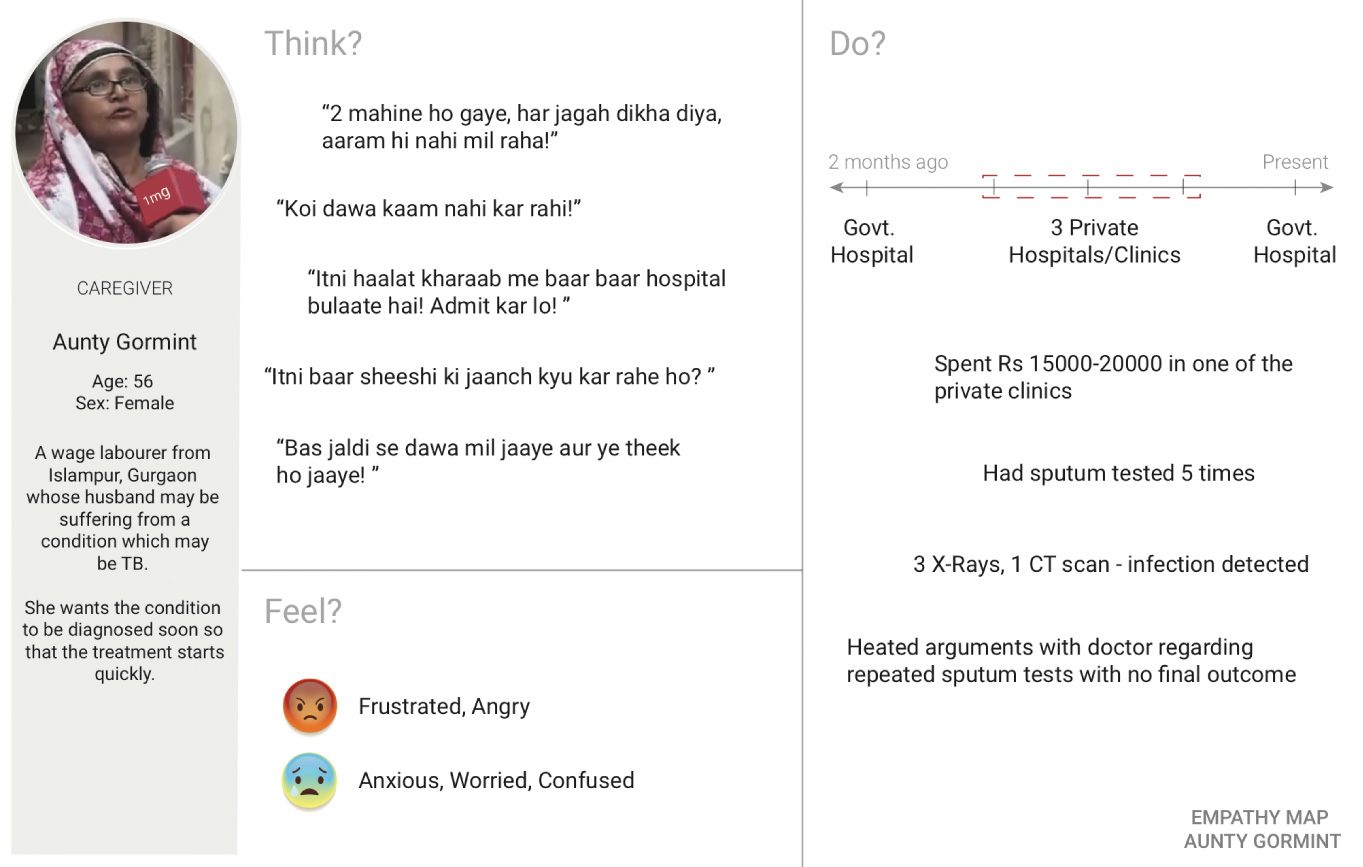 1mg
CAREGIVER
Aunty Gormint
Age: 56
Sex: Female
A wage labourer from
Islampur, Gurgaon
whose husband may be
suffering from a
condition which may
be TB.
She wants the condition
to be diagnosed soon so
that the treatment starts
quickly.
Think?
“2 mahine ho gaye, har jagah dikha diya,
aaram hi nahi mil raha!”
“Koi dawa kaam nahi kar rahi!”
“Itni haalat kharaab me baar baar hospital
bulaate hai! Admit kar lo! ”
“Itni baar sheeshi ki jaanch kyu kar rahe ho? ”
“Bas jaldi se dawa mil jaaye aur ye theek
ho jaaye! ”
Feel?
Frustrated, Angry
Anxious, Worried, Confused
Do?
2 months ago
Present
Govt.
Hospital
3 Private
Hospitals/Clinics
Govt.
Hospital
Spent Rs 15000-20000 in one of the
private clinics
Had sputum tested 5 times
3 X-Rays, 1 CT scan - infection detected
Heated arguments with doctor regarding
repeated sputum tests with no final outcome
EMPATHY MAP
AUNTY GORMINT